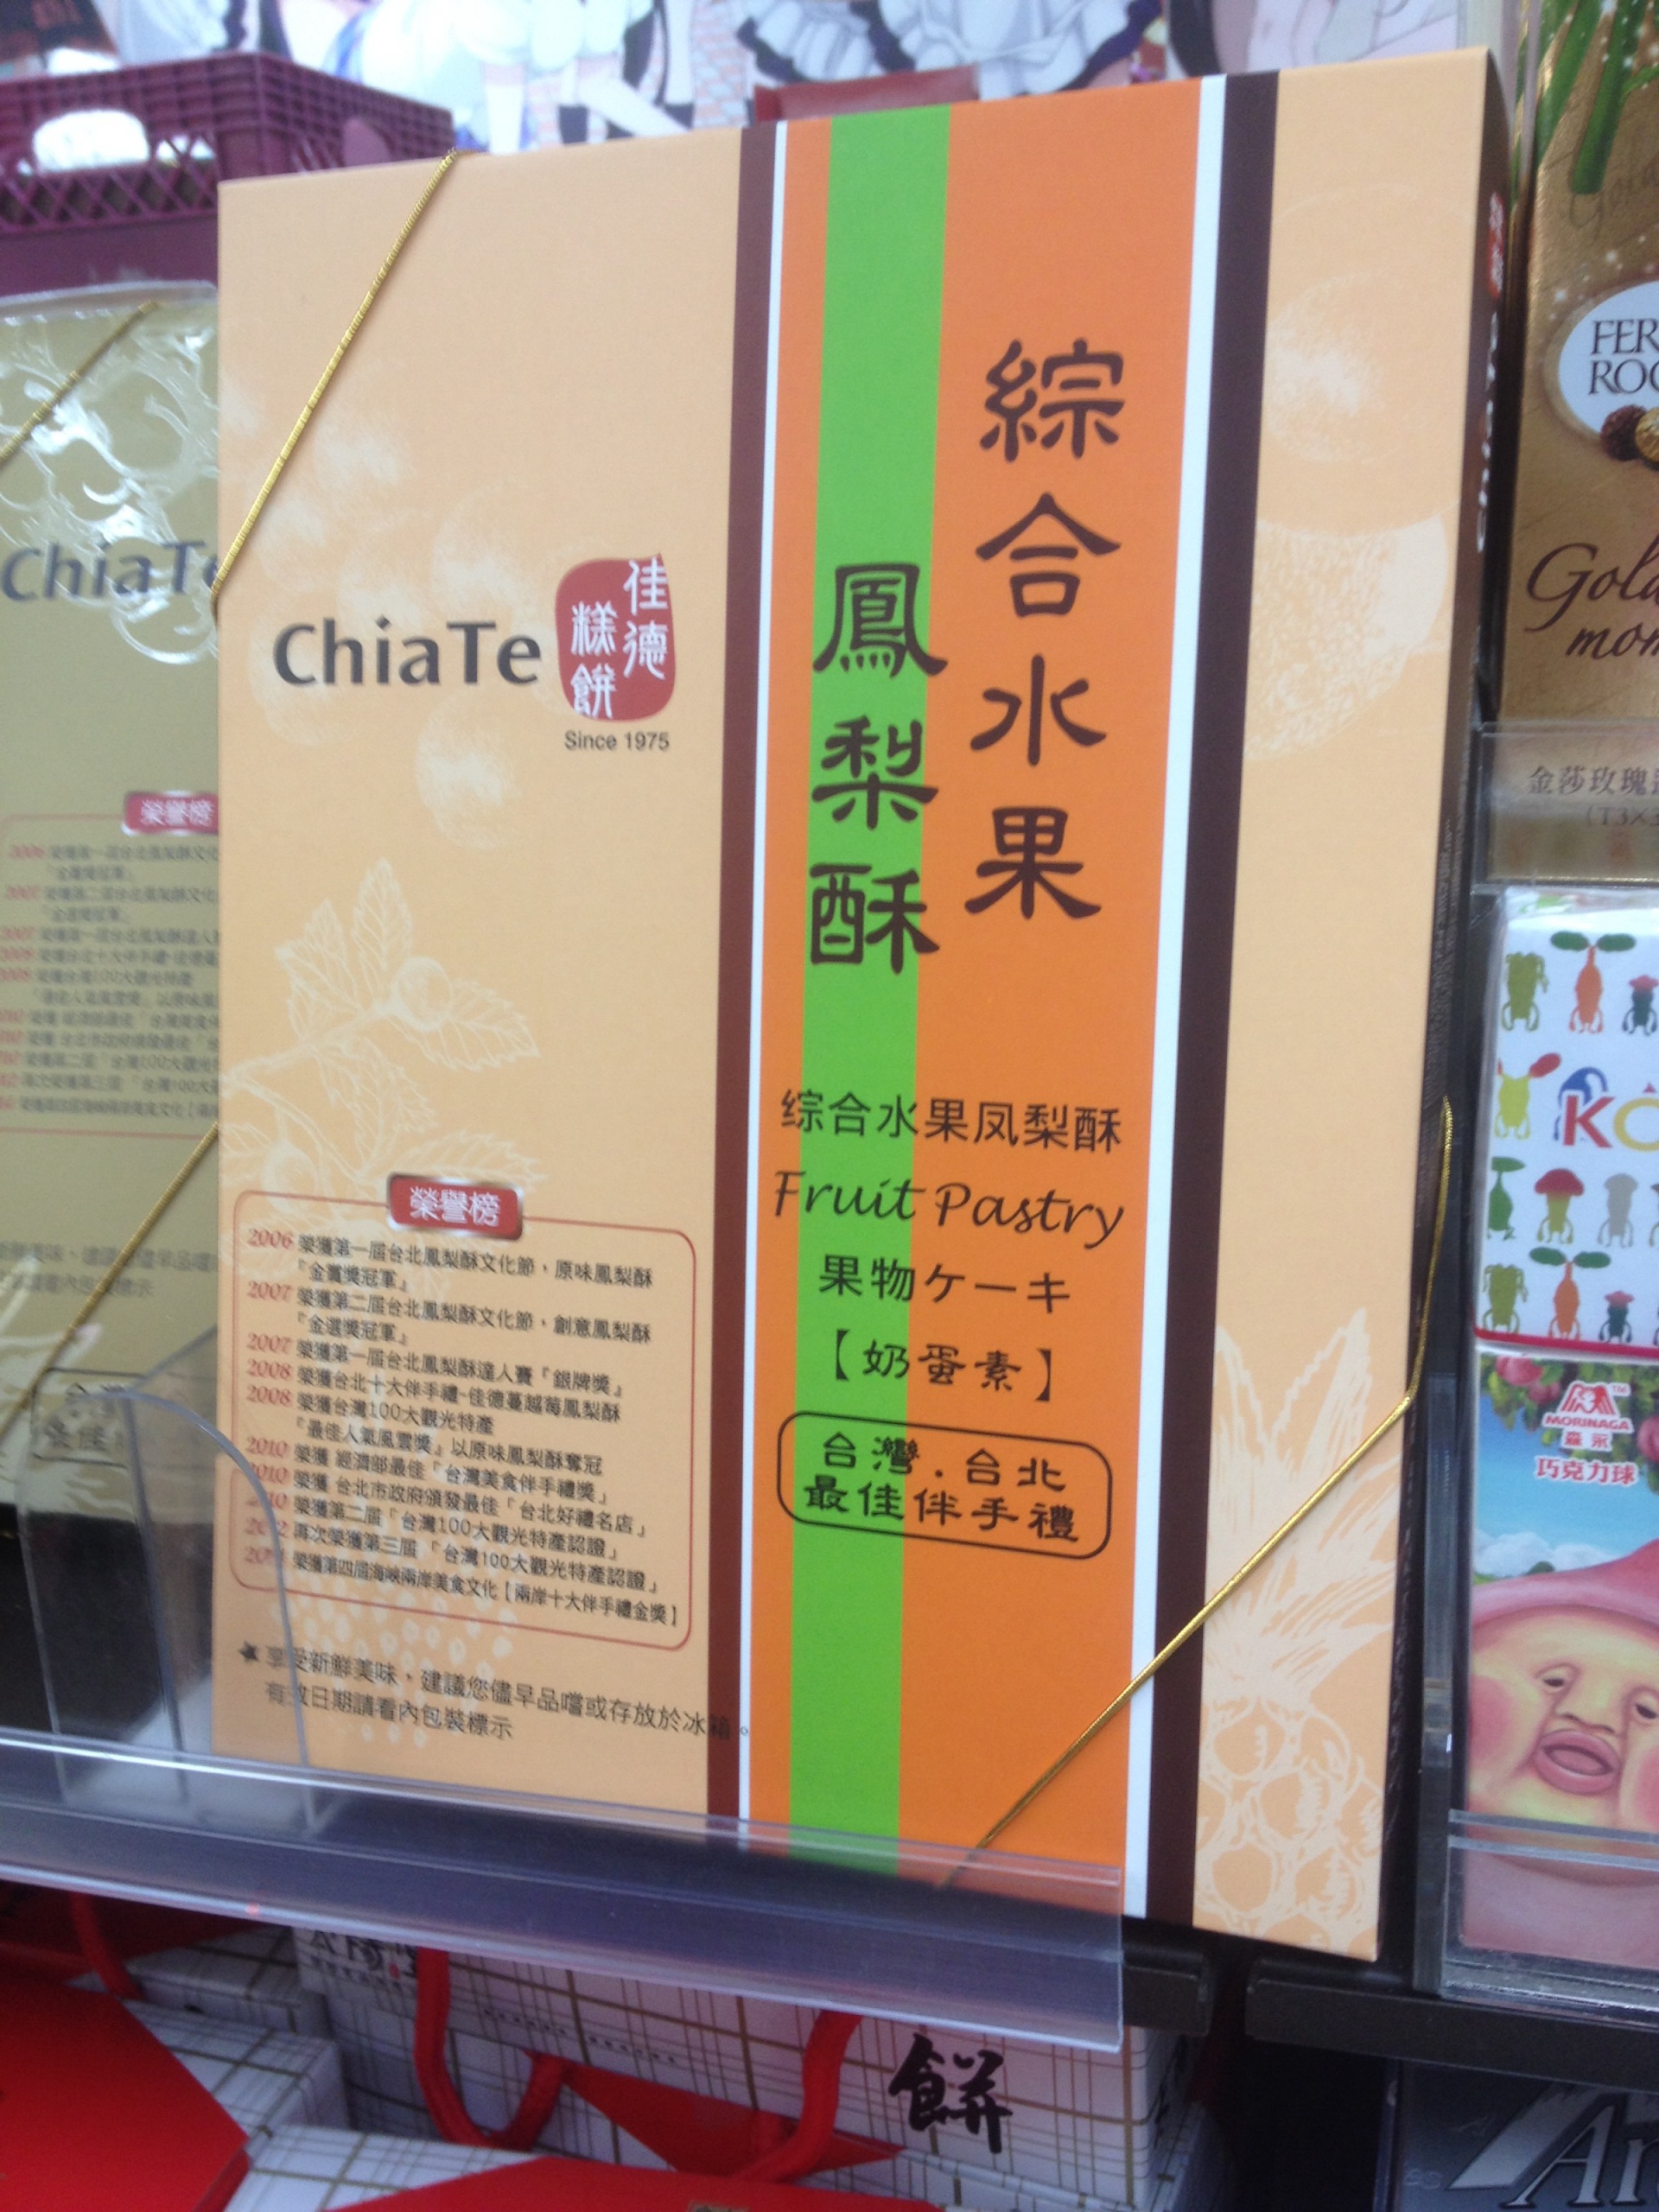 ChiaTe
佳德
糕餅
Since 1975
綜合水果
鳳梨酥
综合水果凤梨酥
Fruit Pastry
果物ケーキ
【奶蛋素】
台灣.台北
最佳伴手禮
榮譽榜
2006 榮獲第一屆台北鳳梨酥文化節，原味鳳梨酥
『金賞獎冠軍』
2007 榮獲第二屆台北鳳梨酥文化節，創意鳳梨酥
『金選獎冠軍』
2007 榮獲第一屆台北鳳梨酥達人賽『銀牌獎』
2008 榮獲台北十大伴手禮-佳德蔓越莓鳳梨酥
2008 榮獲台灣100大觀光特產
『最佳人氣風雲獎』以原味鳳梨酥奪冠
2010 榮獲 經濟部最佳「台灣美食伴手禮獎」
2010 榮獲 台北市政府頒發最佳「台北好禮名店」
2010 榮獲第二屆「台灣100大觀光特產認證」
2012 再次榮獲第三屆「台灣100大觀光特產認證」
榮獲第四屆海峽兩岸美食文化【兩岸十大伴手禮金獎】
★ 享受新鮮美味，建議您儘早品嚐或存放於冰箱。
有效日期請看內包裝標示
ChiaTe
榮譽榜
FER
ROC
Gold
mom
金莎玫瑰
(T3X3
KÔ
MORINAGA
森永
巧克力球
餅